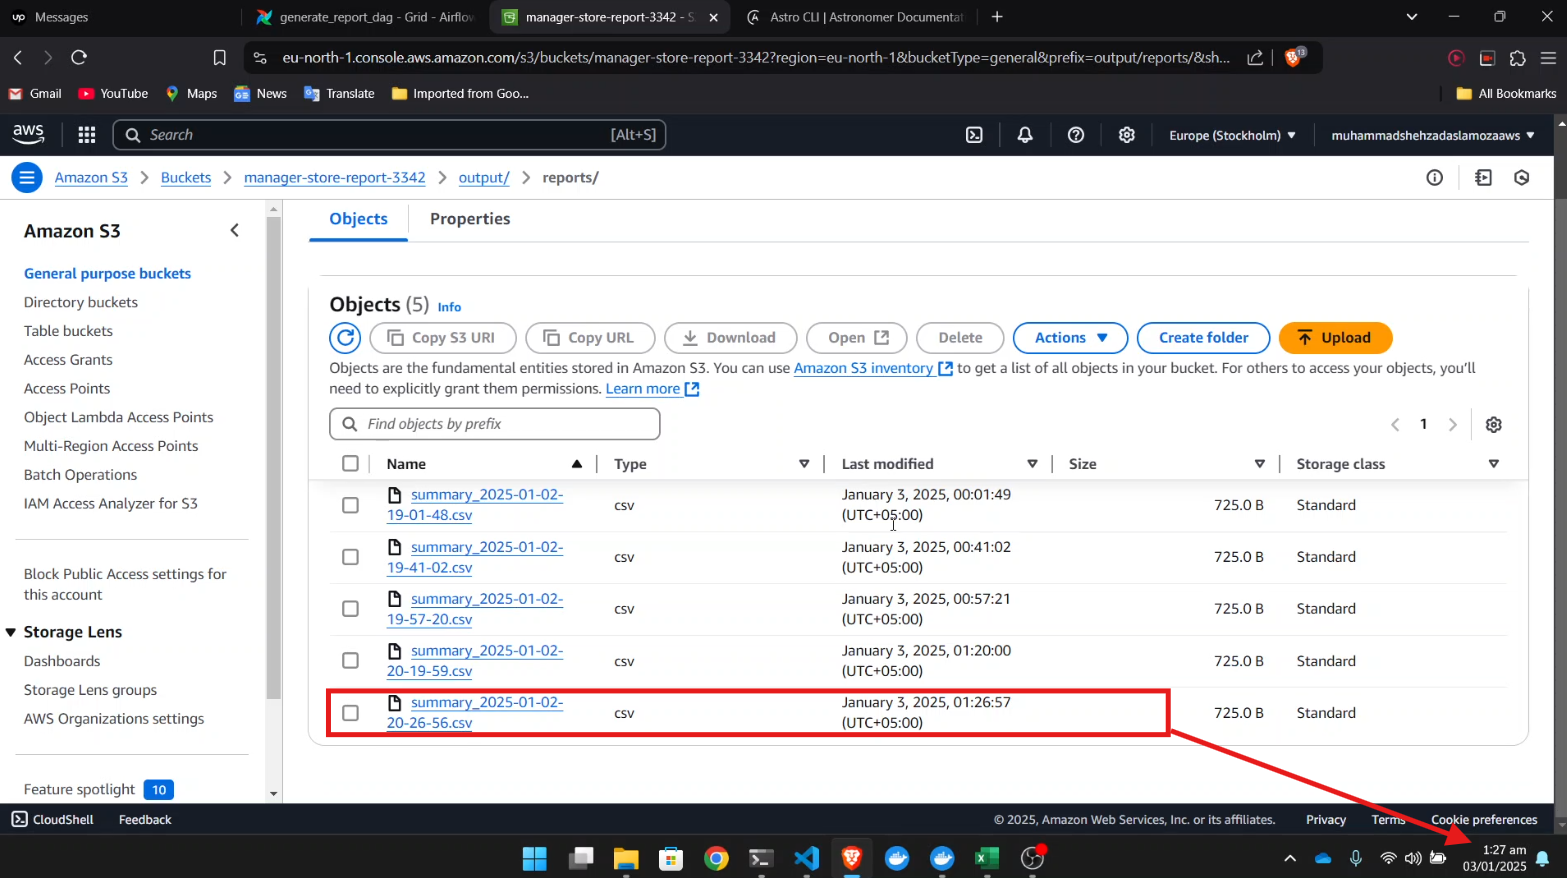 up Messages
generate_report_dag - Grid - Airflow
manager-store-report-3342 - S
Astro CLI | Astronomer Documentat
eu-north-1.console.aws.amazon.com/s3/buckets/manager-store-report-3342?region=eu-north-1&bucketType=general&prefix=output/reports/&sh...
13
Gmail
YouTube
Maps
News
Translate
Imported from Goo...
All Bookmarks
aws
Search
[Alt+S]
Europe (Stockholm)
muhammadshehzadaslamozaaws
Amazon S3
Buckets
manager-store-report-3342
output/
reports/
Amazon S3
General purpose buckets
Directory buckets
Table buckets
Access Grants
Access Points
Object Lambda Access Points
Multi-Region Access Points
Batch Operations
IAM Access Analyzer for S3
Block Public Access settings for
this account
Storage Lens
Dashboards
Storage Lens groups
AWS Organizations settings
Feature spotlight 10
Objects
Properties
Objects (5) Info
Copy S3 URI
Copy URL
Download
Open
Delete
Actions
Create folder
Upload
Objects are the fundamental entities stored in Amazon S3. You can use Amazon S3 inventory to get a list of all objects in your bucket. For others to access your objects, you'll
need to explicitly grant them permissions. Learn more
Find objects by prefix
1
Name
Type
Last modified
Size
Storage class
summary_2025-01-02-
19-01-48.csv
csv
January 3, 2025, 00:01:49
(UTC+05:00)
725.0 B
Standard
summary_2025-01-02-
19-41-02.csv
csv
January 3, 2025, 00:41:02
(UTC+05:00)
725.0 B
Standard
summary_2025-01-02-
19-57-20.csv
csv
January 3, 2025, 00:57:21
(UTC+05:00)
725.0 B
Standard
summary_2025-01-02-
20-19-59.csv
csv
January 3, 2025, 01:20:00
(UTC+05:00)
725.0 B
Standard
summary_2025-01-02-
20-26-56.csv
csv
January 3, 2025, 01:26:57
(UTC+05:00)
725.0 B
Standard
CloudShell
Feedback
© 2025, Amazon Web Services, Inc. or its affiliates.
Privacy
Terms
Cookie preferences
1:27 am
03/01/2025